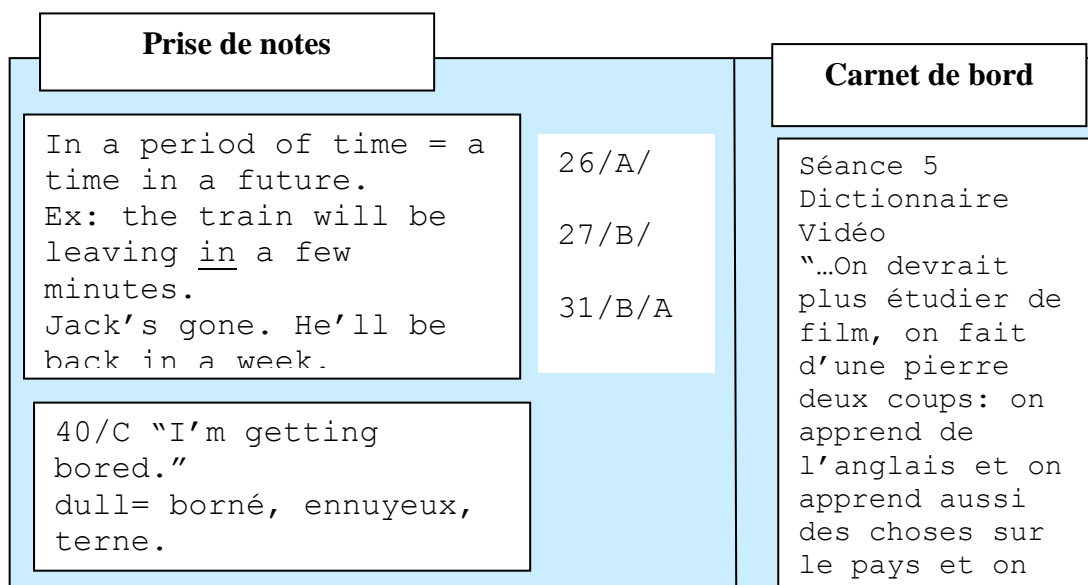 Prise de notes
In a period of time = a
time in a future.
Ex: the train will be
leaving in a few
minutes.
Jack’s gone. He’ll be
back in a week.
26/A/
27/B/
31/B/A
40/C “I’m getting
bored.”
dull= borné, ennuyeux,
terne.
Carnet de bord
Séance 5
Dictionnaire
Vidéo
“…On devrait
plus étudier de
film, on fait
d’une pierre
deux coups: on
apprend de
l’anglais et on
apprend aussi
des choses sur
le pays et on